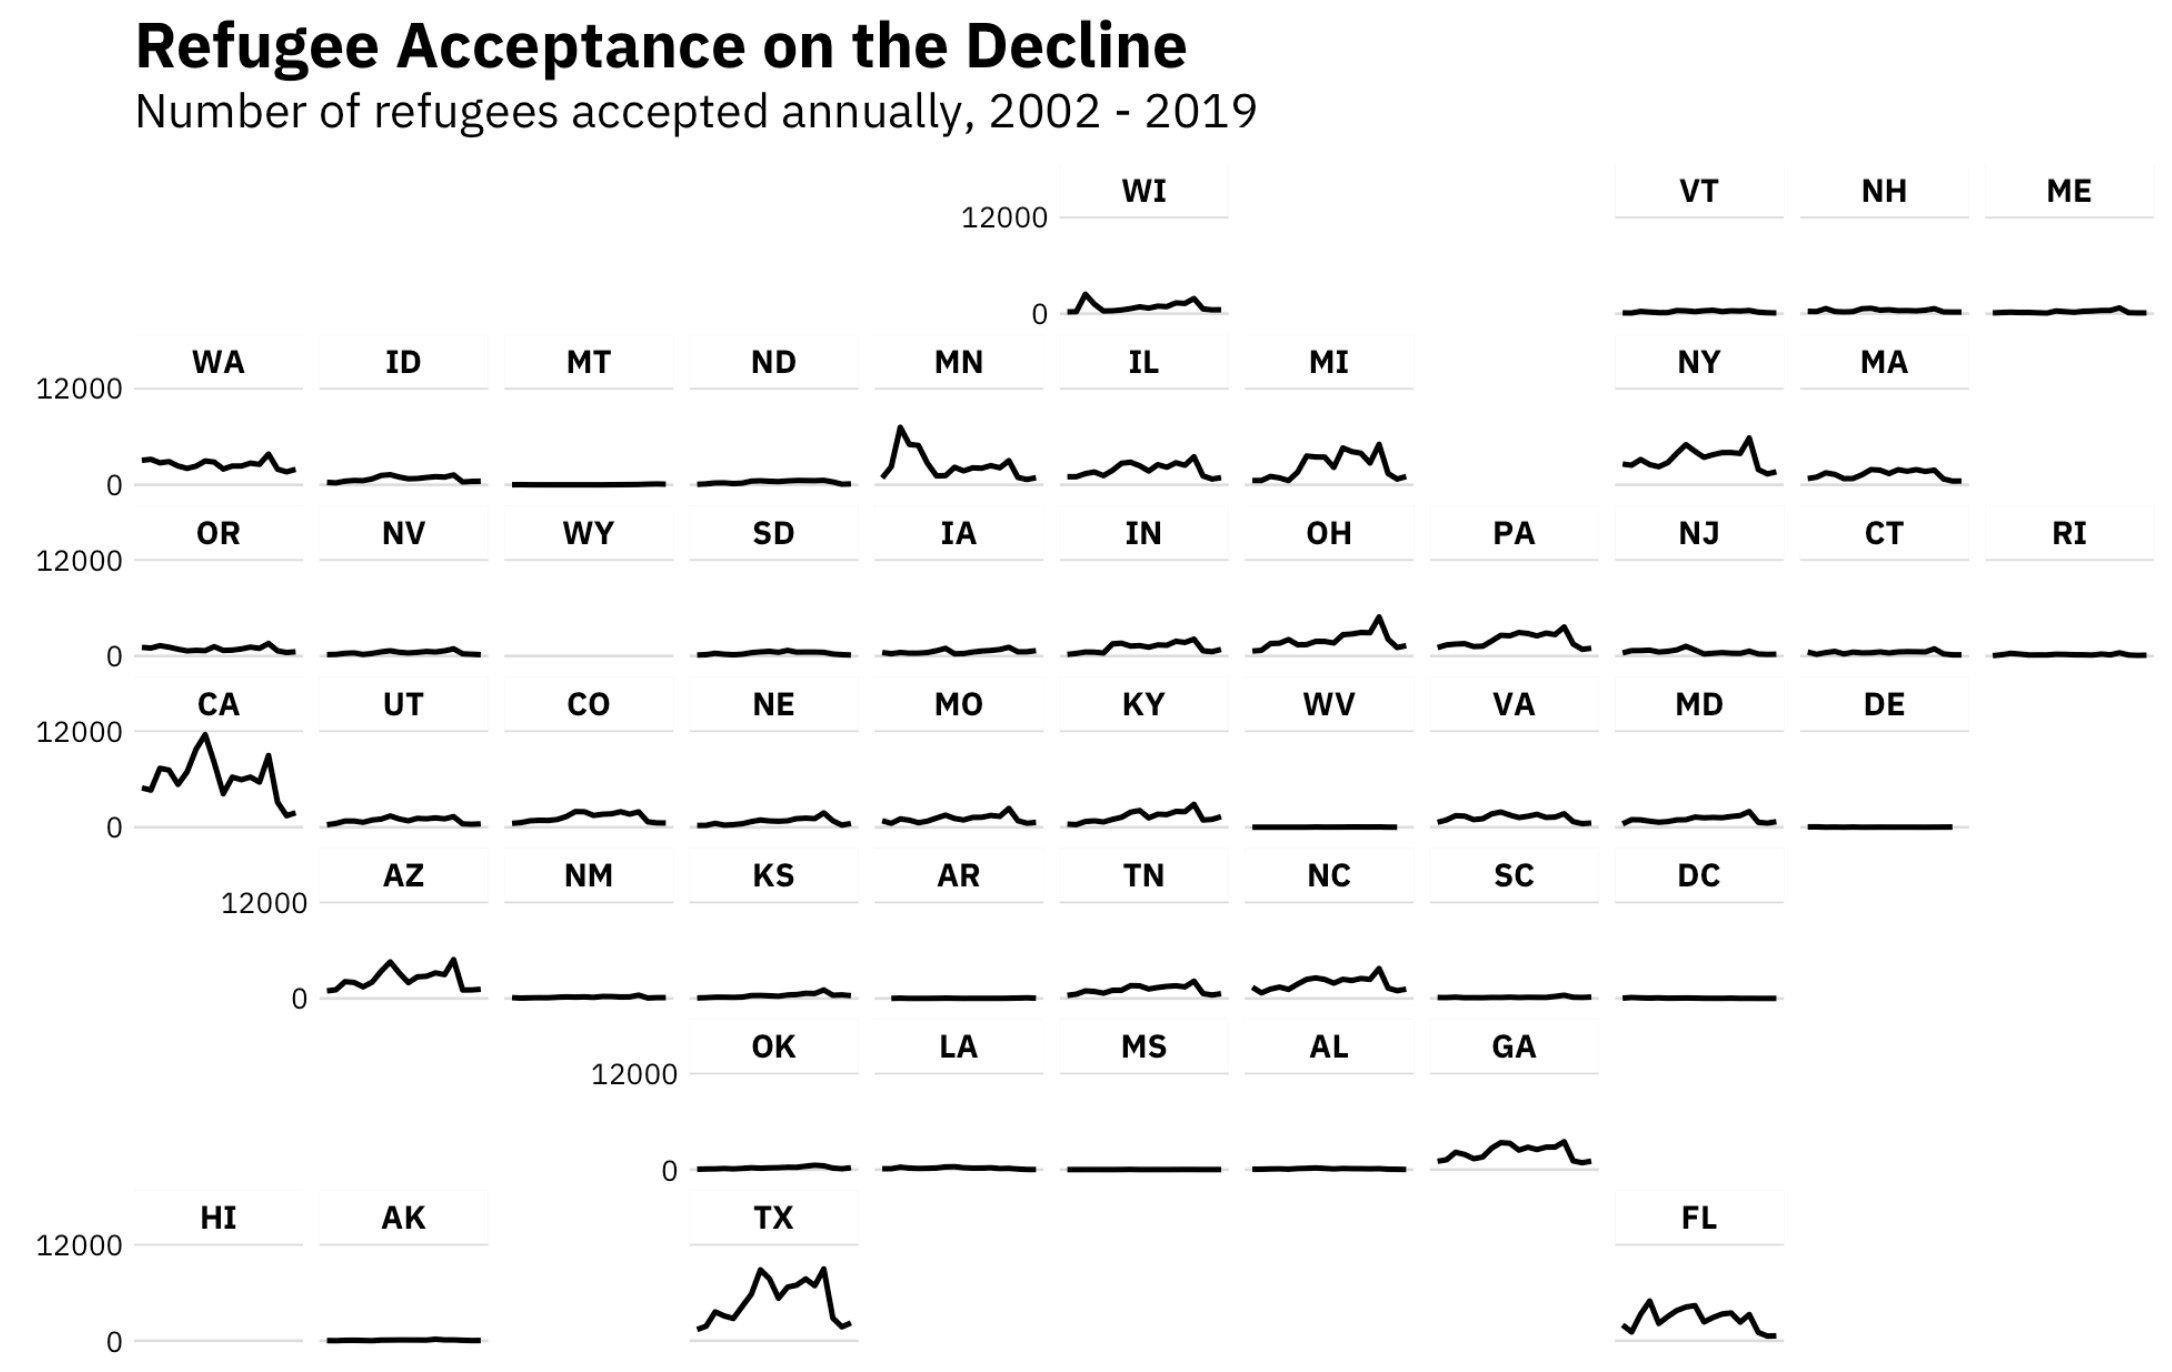 Refugee Acceptance on the Decline
Number of refugees accepted annually, 2002 - 2019
WI VT NH ME
12000
0
WA ID MT ND MN IL MI NY MA
12000
0
OR NV WY SD IA IN OH PA NJ CT RI
12000
0
CA UT CO NE MO KY WV VA MD DE
12000
0
AZ NM KS AR TN NC SC DC
12000
0
OK LA MS AL GA
12000
0
HI AK TX FL
12000
0